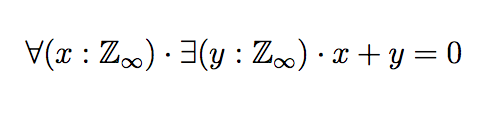 ∀(x : ℤ∞) · ∃(y : ℤ∞) · x + y = 0